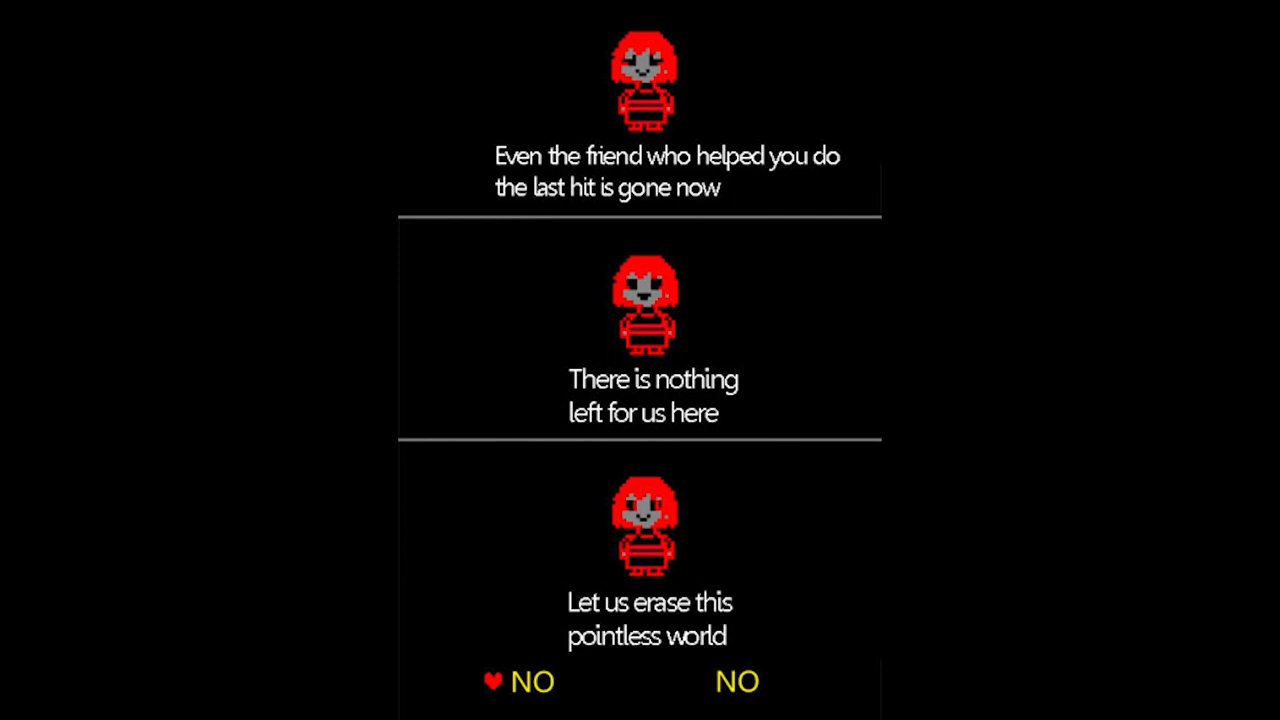 Even the friend who helped you do
the last hit is gone now
There is nothing
left for us here
Let us erase this
pointless world
NO NO